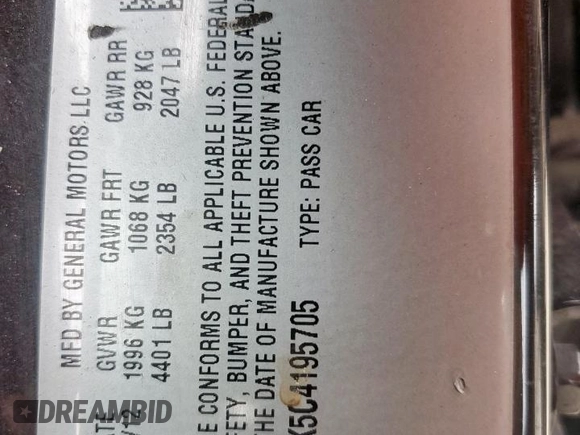 MFD BY GENERAL MOTORS LLC
GVWR GAWR FRT GAWR RR
1996 KG 1068 KG 928 KG
4401 LB 2354 LB 2047 LB
CONFORMS TO ALL APPLICABLE U.S. FEDERAL
BUMPER, AND THEFT PREVENTION
THE DATE OF MANUFACTURE SHOWN ABOVE.
K5C4195705 TYPE: PASS CAR
DREAMBID